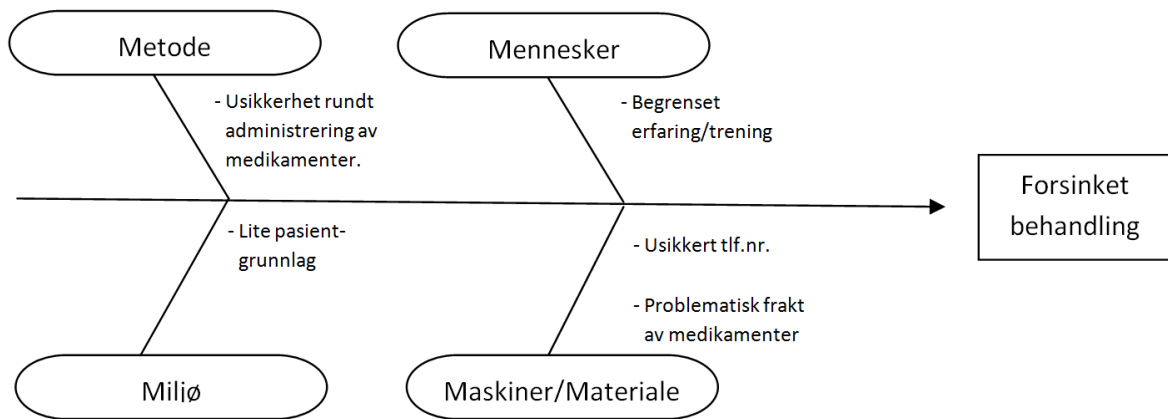 Metode
Mennesker
- Usikkerhet rundt
administrering av
medikamenter.
- Begrenset
erfaring/trening
Forsinket
behandling
- Lite pasient-
grunnlag
- Usikkert tlf.nr.
- Problematisk frakt
av medikamenter
Miljø
Maskiner/Materiale